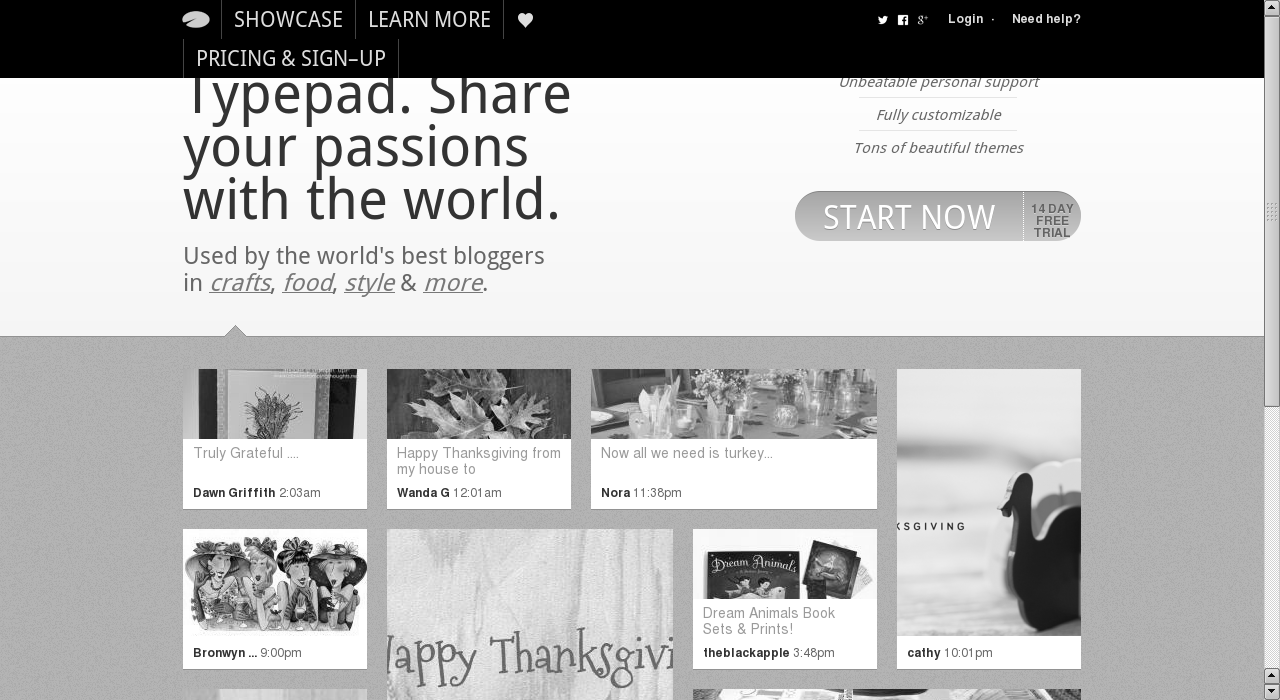 SHOWCASE
LEARN MORE
Login ·
Need help?
PRICING & SIGN–UP
Typepad. Share
your passions
with the world.
Used by the world's best bloggers
in crafts, food, style & more.
Unbeatable personal support
Fully customizable
Tons of beautiful themes
START NOW
14 DAY
FREE
TRIAL
Truly Grateful ....
Dawn Griffith 2:03am
Happy Thanksgiving from
my house to
Wanda G 12:01am
Now all we need is turkey...
Nora 11:38pm
KSGIVING
cathy 10:01pm
Bronwyn ... 9:00pm
Happy Thanksgivi
Dream Animals
Dream Animals Book
Sets & Prints!
theblackapple 3:48pm